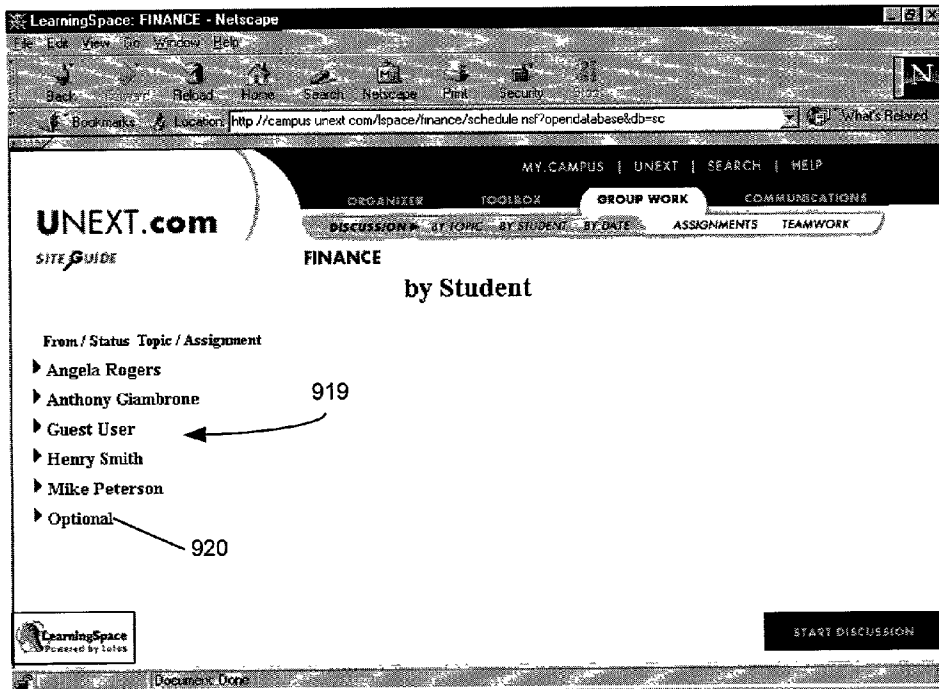 LearningSpace: FINANCE - Netscape
File Edit View Go Window Help
Back Reload Home Search Netscape Print Security
Bookmarks Location: http://campus unext com/lspace/finance/schedule nsf?opendatabase&db=sc What's Related
MY.CAMPUS | UNEXT | SEARCH | HELP
ORGANIZER TOOLBOX GROUP WORK COMMUNICATIONS
UNEXT.com
DISCUSSION BY TOPIC BY STUDENT BY DATE ASSIGNMENTS TEAMWORK
SITE GUIDE FINANCE
by Student
From / Status Topic / Assignment
Angela Rogers
Anthony Giambrone
919
Guest User
Henry Smith
Mike Peterson
Optional
920
LearningSpace
Powered by Lotus
START DISCUSSION
Document: Done